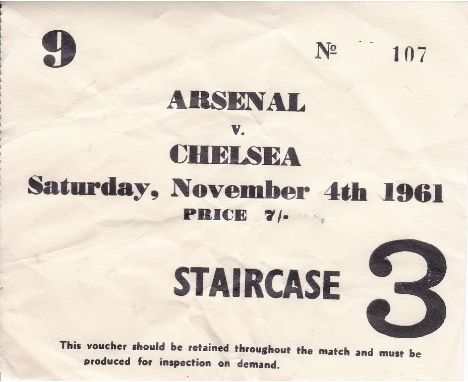 9
No 107
ARSENAL
v.
CHELSEA
Saturday, November 4th 1961
PRICE 7/-
STAIRCASE 3
This voucher should be retained throughout the match and must be
produced for inspection on demand.